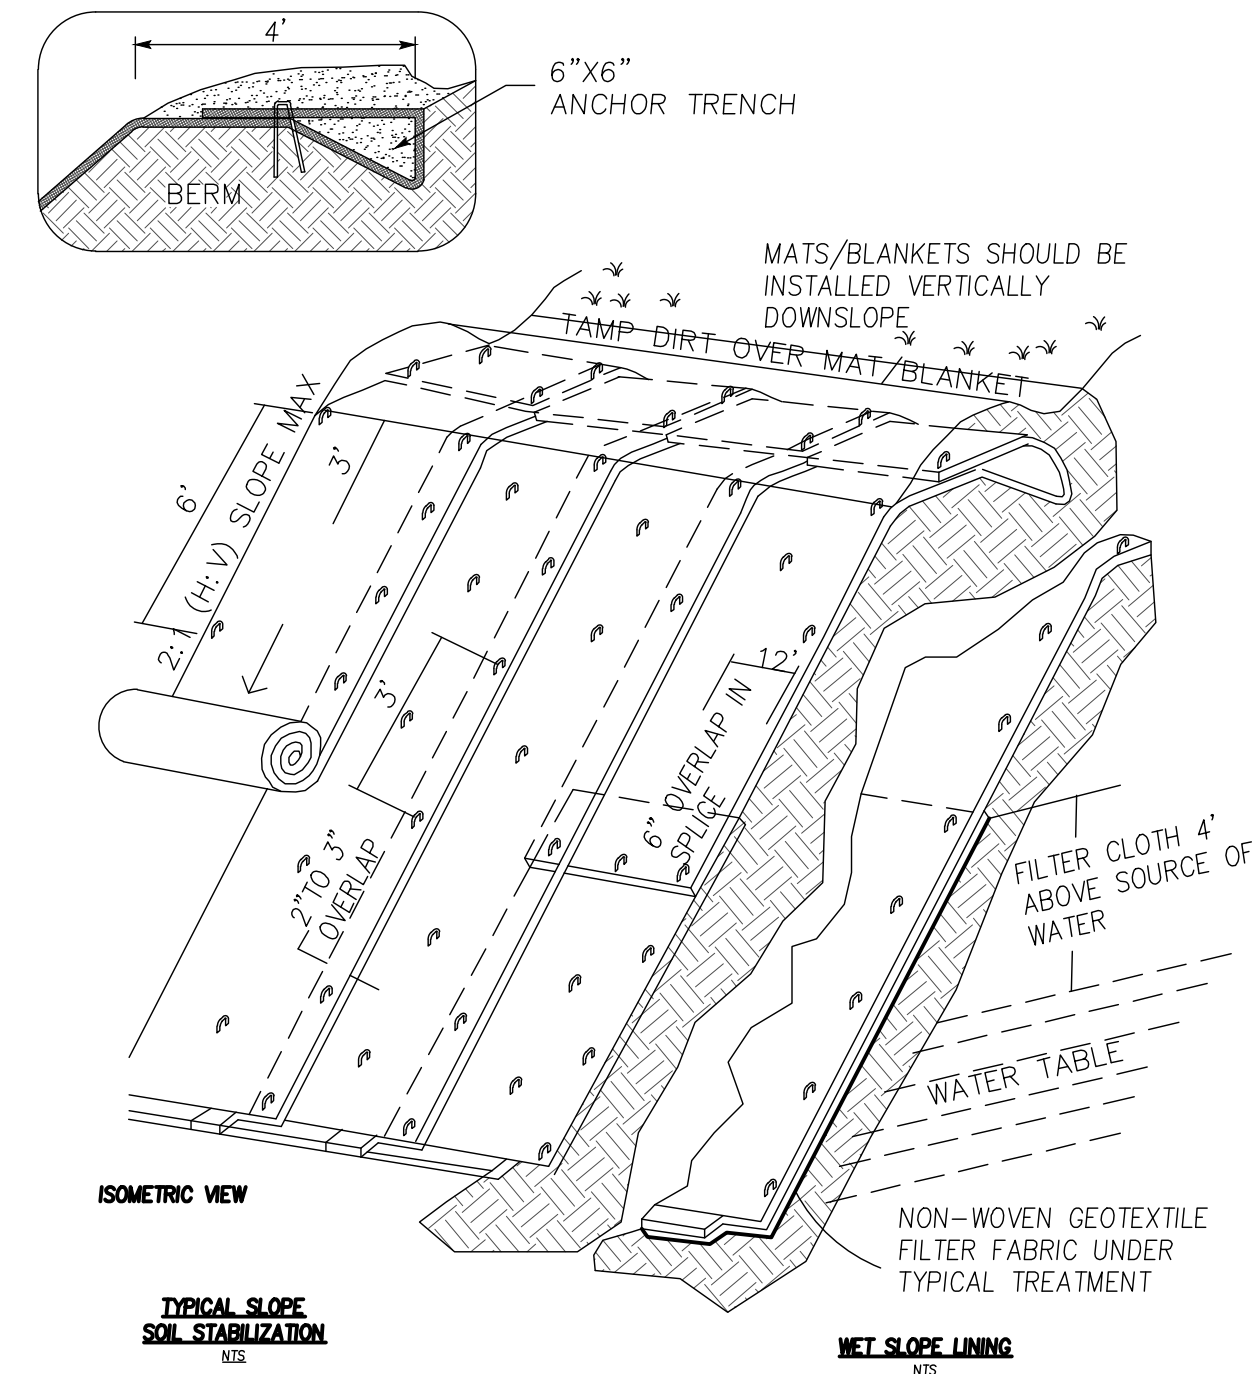 4'
6"X6"
ANCHOR TRENCH
BERM
MATS/BLANKETS SHOULD BE
INSTALLED VERTICALLY
DOWNSLOPE
TAMP DIRT OVER MAT/BLANKET
6'
2:1 (H:V) SLOPE MAX
3'
3'
12'
6" OVERLAP IN
SPLICE
2"TO 3"
OVERLAP
FILTER CLOTH 4'
ABOVE SOURCE OF
WATER
WATER TABLE
ISOMETRIC VIEW
NON-WOVEN GEOTEXTILE
FILTER FABRIC UNDER
TYPICAL TREATMENT
TYPICAL SLOPE
SOIL STABILIZATION
NTS
WET SLOPE LINING
NTS